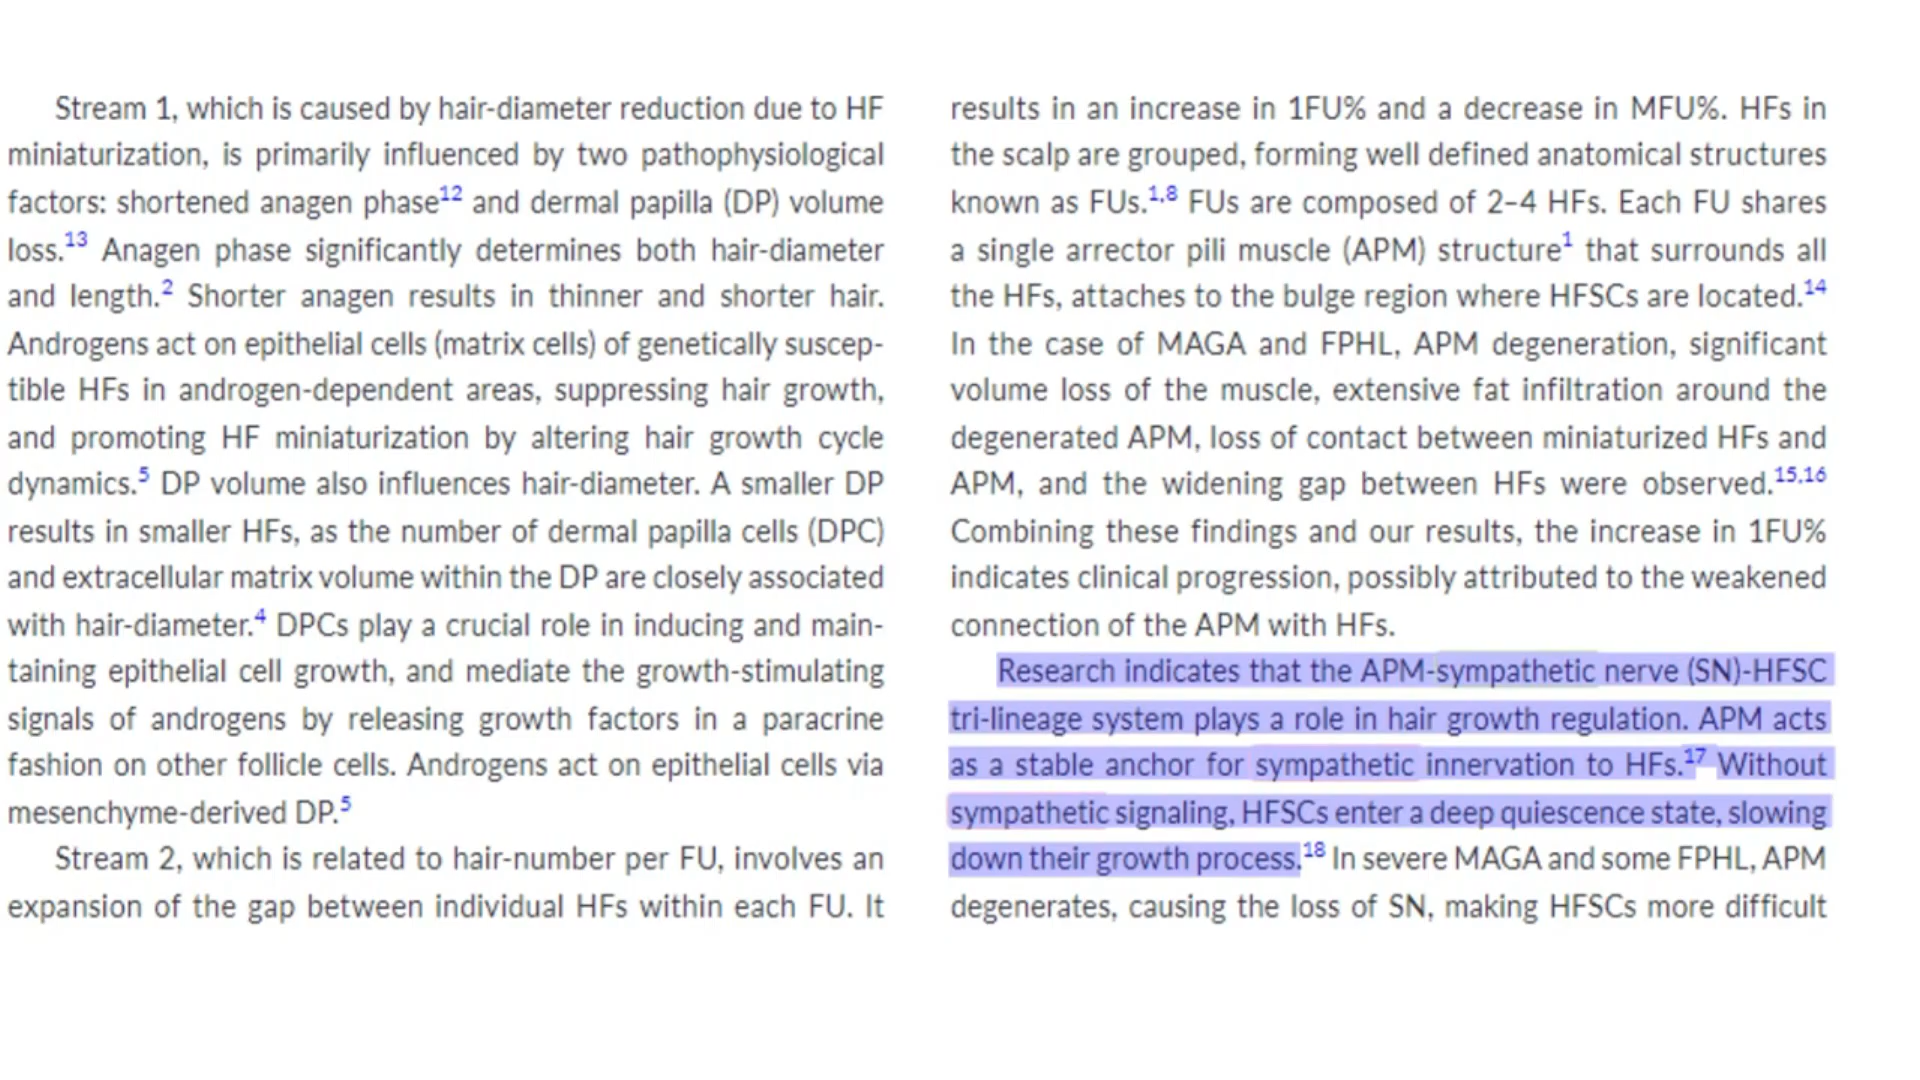 Stream 1, which is caused by hair-diameter reduction due to HF
miniaturization, is primarily influenced by two pathophysiological
factors: shortened anagen phase12 and dermal papilla (DP) volume
loss.13 Anagen phase significantly determines both hair-diameter
and length.2 Shorter anagen results in thinner and shorter hair.
Androgens act on epithelial cells (matrix cells) of genetically suscep-
tible HFs in androgen-dependent areas, suppressing hair growth,
and promoting HF miniaturization by altering hair growth cycle
dynamics.5 DP volume also influences hair-diameter. A smaller DP
results in smaller HFs, as the number of dermal papilla cells (DPC)
and extracellular matrix volume within the DP are closely associated
with hair-diameter.4 DPCs play a crucial role in inducing and main-
taining epithelial cell growth, and mediate the growth-stimulating
signals of androgens by releasing growth factors in a paracrine
fashion on other follicle cells. Androgens act on epithelial cells via
mesenchyme-derived DP.5
Stream 2, which is related to hair-number per FU, involves an
expansion of the gap between individual HFs within each FU. It
results in an increase in 1FU% and a decrease in MFU%. HFs in
the scalp are grouped, forming well defined anatomical structures
known as FUs.1,8 FUs are composed of 2–4 HFs. Each FU shares
a single arrector pili muscle (APM) structure1 that surrounds all
the HFs, attaches to the bulge region where HFSCs are located.14
In the case of MAGA and FPHL, APM degeneration, significant
volume loss of the muscle, extensive fat infiltration around the
degenerated APM, loss of contact between miniaturized HFs and
APM, and the widening gap between HFs were observed.15,16
Combining these findings and our results, the increase in 1FU%
indicates clinical progression, possibly attributed to the weakened
connection of the APM with HFs.
Research indicates that the APM-sympathetic nerve (SN)-HFSC
tri-lineage system plays a role in hair growth regulation. APM acts
as a stable anchor for sympathetic innervation to HFs.17 Without
sympathetic signaling, HFSCs enter a deep quiescence state, slowing
down their growth process.18 In severe MAGA and some FPHL, APM
degenerates, causing the loss of SN, making HFSCs more difficult